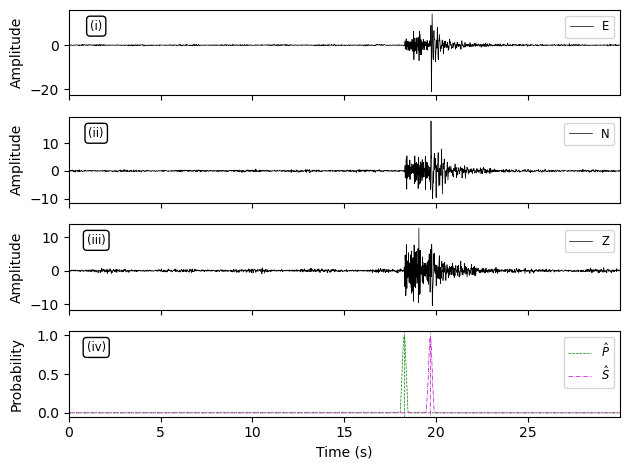 (i)
E
Amplitude
0
−20
(ii)
N
Amplitude
10
0
−10
(iii)
Z
Amplitude
10
0
−10
(iv)
P̂
Ŝ
Probability
1.0
0.5
0.0
0 5 10 15 20 25
Time (s)